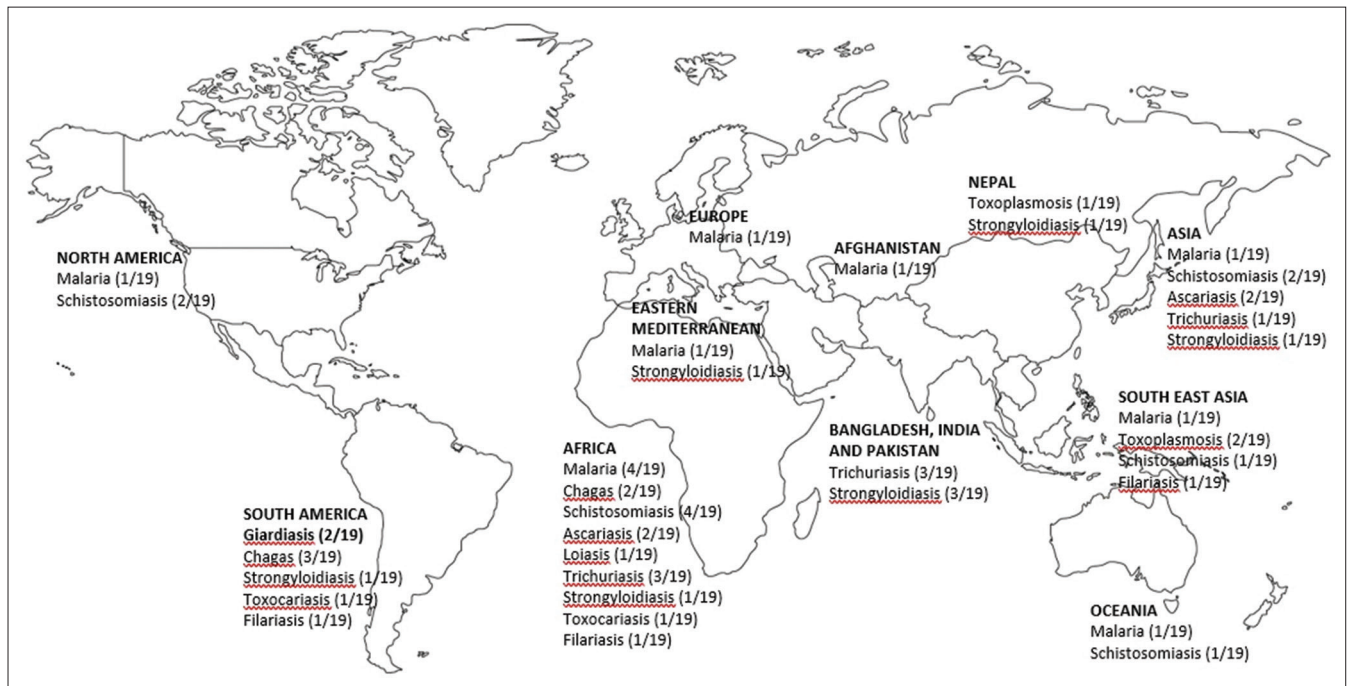 NORTH AMERICA
Malaria (1/19)
Schistosomiasis (2/19)
SOUTH AMERICA
Giardiasis (2/19)
Chagas (3/19)
Strongyloidiasis (1/19)
Toxocariasis (1/19)
Filariasis (1/19)
EUROPE
Malaria (1/19)
EASTERN
MEDITERRANEAN
Malaria (1/19)
Strongyloidiasis (1/19)
AFRICA
Malaria (4/19)
Chagas (2/19)
Schistosomiasis (4/19)
Ascariasis (2/19)
Loiasis (1/19)
Trichuriasis (3/19)
Strongyloidiasis (1/19)
Toxocariasis (1/19)
Filariasis (1/19)
AFGHANISTAN
Malaria (1/19)
NEPAL
Toxoplasmosis (1/19)
Strongyloidiasis (1/19)
BANGLADESH, INDIA
AND PAKISTAN
Trichuriasis (3/19)
Strongyloidiasis (3/19)
ASIA
Malaria (1/19)
Schistosomiasis (2/19)
Ascariasis (2/19)
Trichuriasis (1/19)
Strongyloidiasis (1/19)
SOUTH EAST ASIA
Malaria (1/19)
Toxoplasmosis (2/19)
Schistosomiasis (1/19)
Filariasis (1/19)
OCEANIA
Malaria (1/19)
Schistosomiasis (1/19)